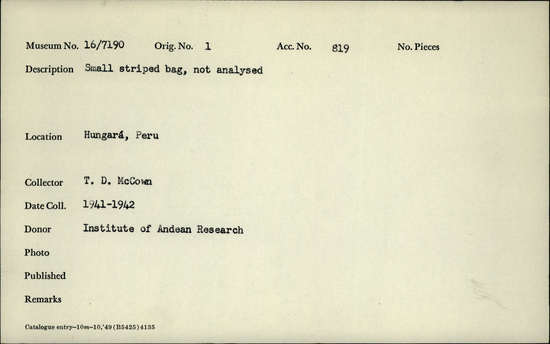 Museum No. 16/7190 Orig. No. 1 Acc. No. 819 No. Pieces
Description Small striped bag, not analysed
Location Hungará, Peru
Collector T. D. McCown
Date Coll. 1941-1942
Donor Institute of Andean Research
Photo
Published
Remarks
Catalogue entry—10m—10,'49 (B5425) 4135